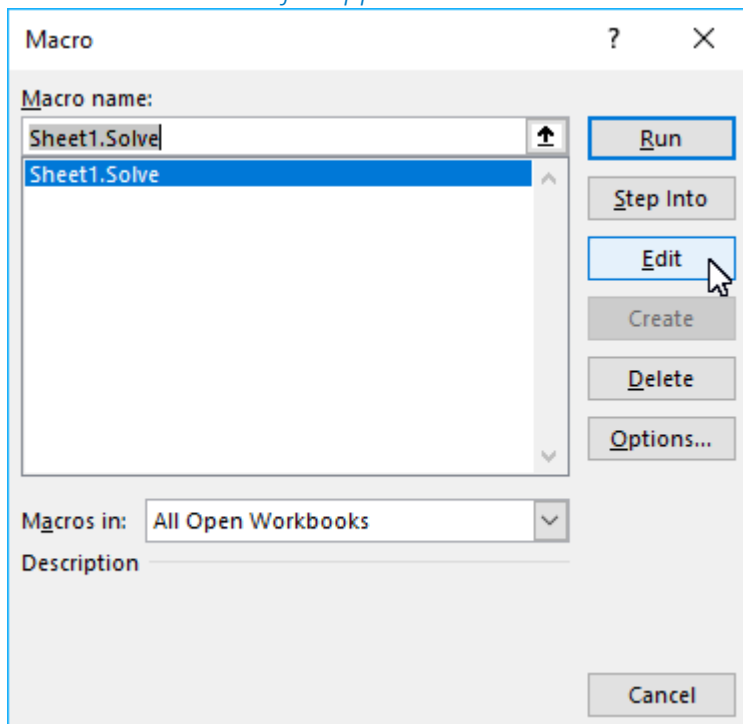 Macro ?
Macro name:
Sheet1.Solve
Sheet1.Solve
Run
Step Into
Edit
Create
Delete
Options...
Macros in: All Open Workbooks
Description
Cancel